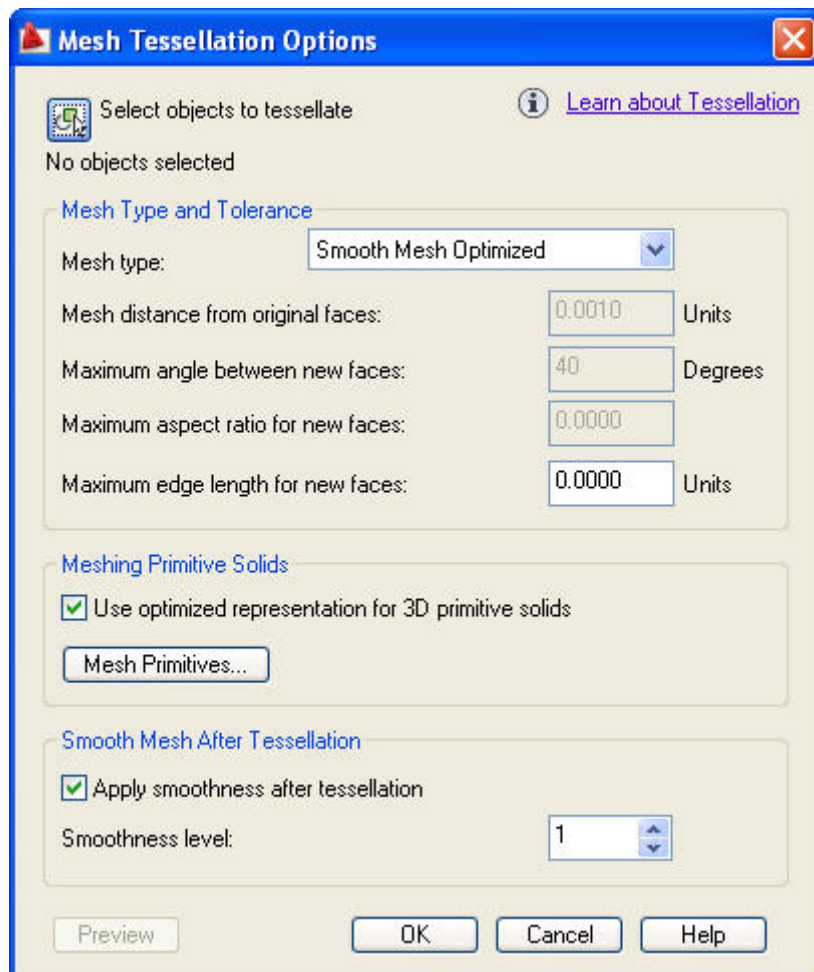 Mesh Tessellation Options
Select objects to tessellate
Learn about Tessellation
No objects selected
Mesh Type and Tolerance
Mesh type: Smooth Mesh Optimized
Mesh distance from original faces: 0.0010 Units
Maximum angle between new faces: 40 Degrees
Maximum aspect ratio for new faces: 0.0000
Maximum edge length for new faces: 0.0000 Units
Meshing Primitive Solids
Use optimized representation for 3D primitive solids
Mesh Primitives...
Smooth Mesh After Tessellation
Apply smoothness after tessellation
Smoothness level: 1
Preview OK Cancel Help